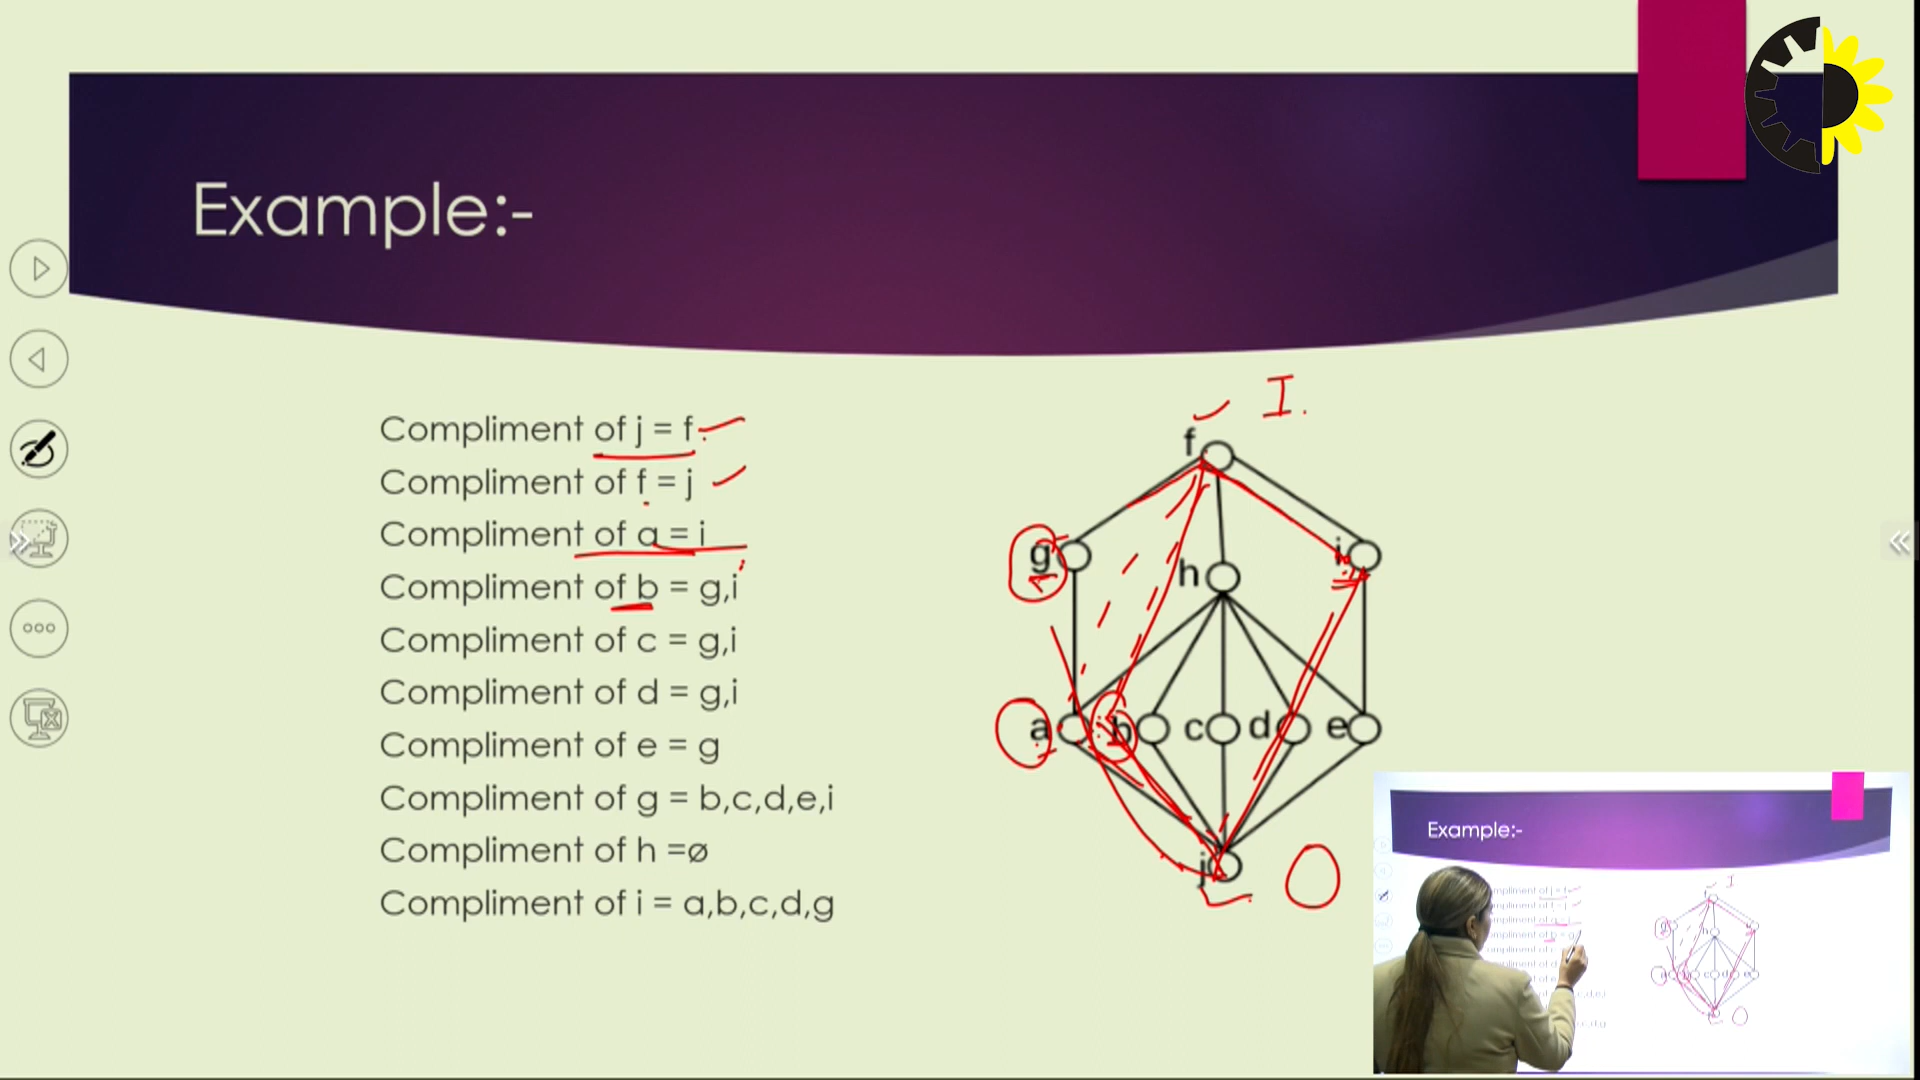 Example:-
Compliment of j = f
Compliment of f = j
Compliment of a = i
Compliment of b = g,i
Compliment of c = g,i
Compliment of d = g,i
Compliment of e = g
Compliment of g = b,c,d,e,i
Compliment of h =ø
Compliment of i = a,b,c,d,g
I.
f
g
h
i
a b c d e
j
O
Example:-